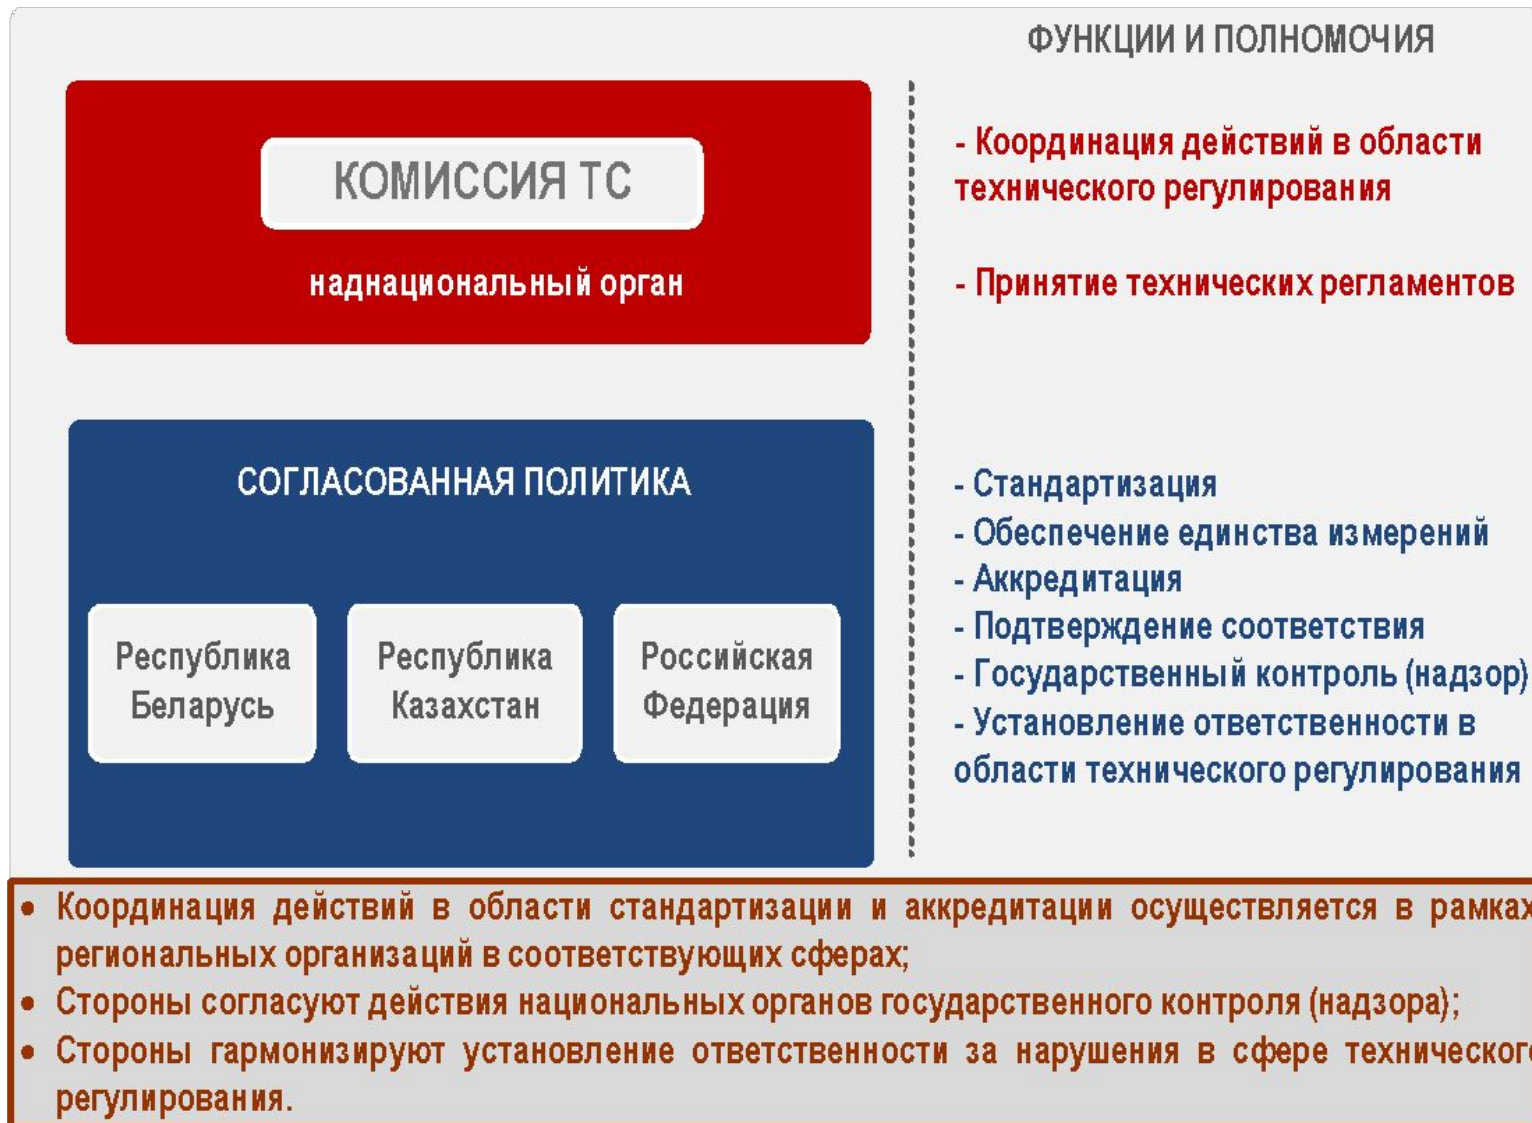 ФУНКЦИИ И ПОЛНОМОЧИЯ
КОМИССИЯ ТС
наднациональный орган
- Координация действий в области
технического регулирования
- Принятие технических регламентов
СОГЛАСОВАННАЯ ПОЛИТИКА
Республика
Беларусь
Республика
Казахстан
Российская
Федерация
- Стандартизация
- Обеспечение единства измерений
- Аккредитация
- Подтверждение соответствия
- Государственный контроль (надзор)
- Установление ответственности в
области технического регулирования
• Координация действий в области стандартизации и аккредитации осуществляется в рамках
региональных организаций в соответствующих сферах;
• Стороны согласуют действия национальных органов государственного контроля (надзора);
• Стороны гармонизируют установление ответственности за нарушения в сфере технического
регулирования.